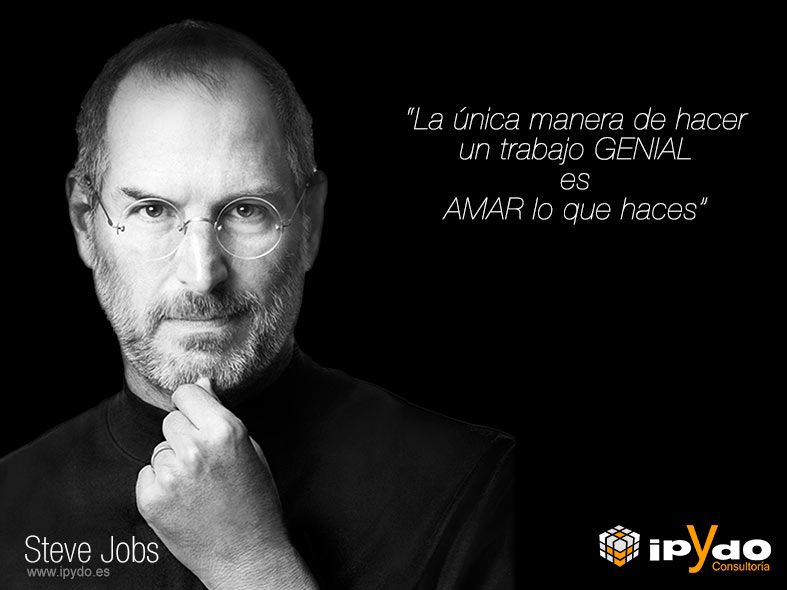 “La única manera de hacer
un trabajo GENIAL
es
AMAR lo que haces”
Steve Jobs
www.ipydo.es
ipydo
Consultoría